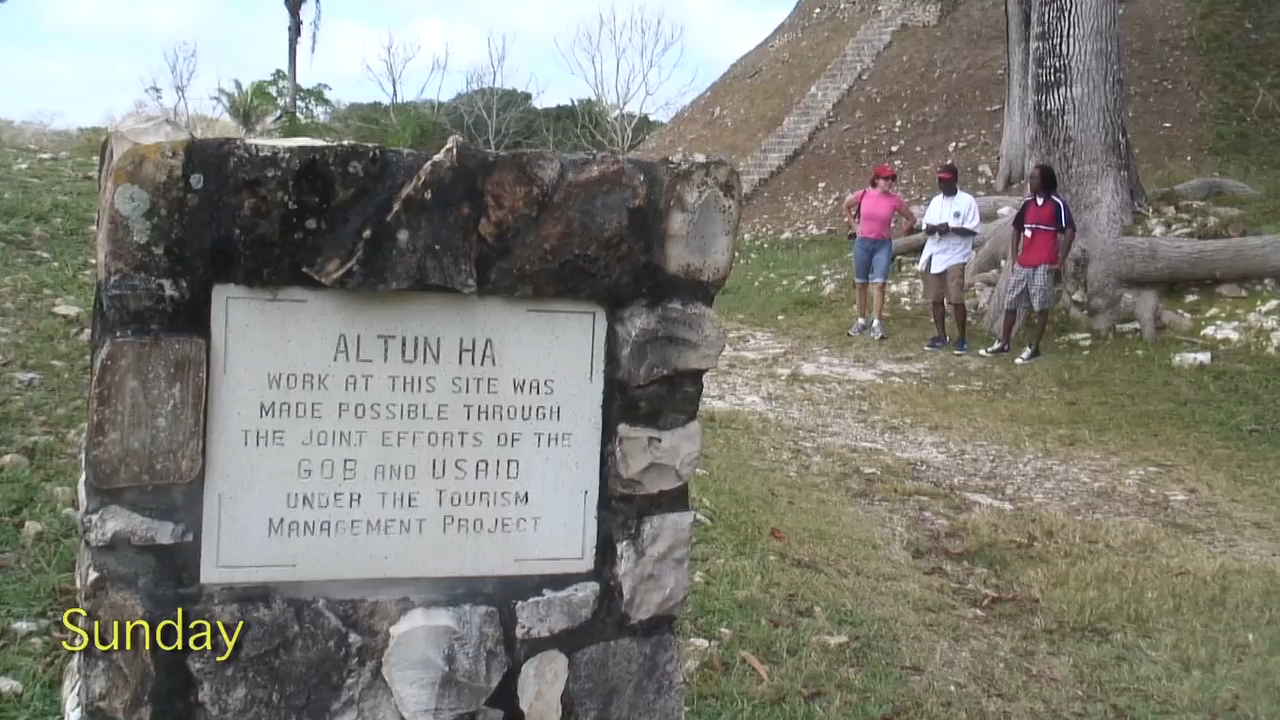 ALTUN HA
WORK AT THIS SITE WAS
MADE POSSIBLE THROUGH
THE JOINT EFFORTS OF THE
GOB AND USAID
UNDER THE TOURISM
MANAGEMENT PROJECT
Sunday